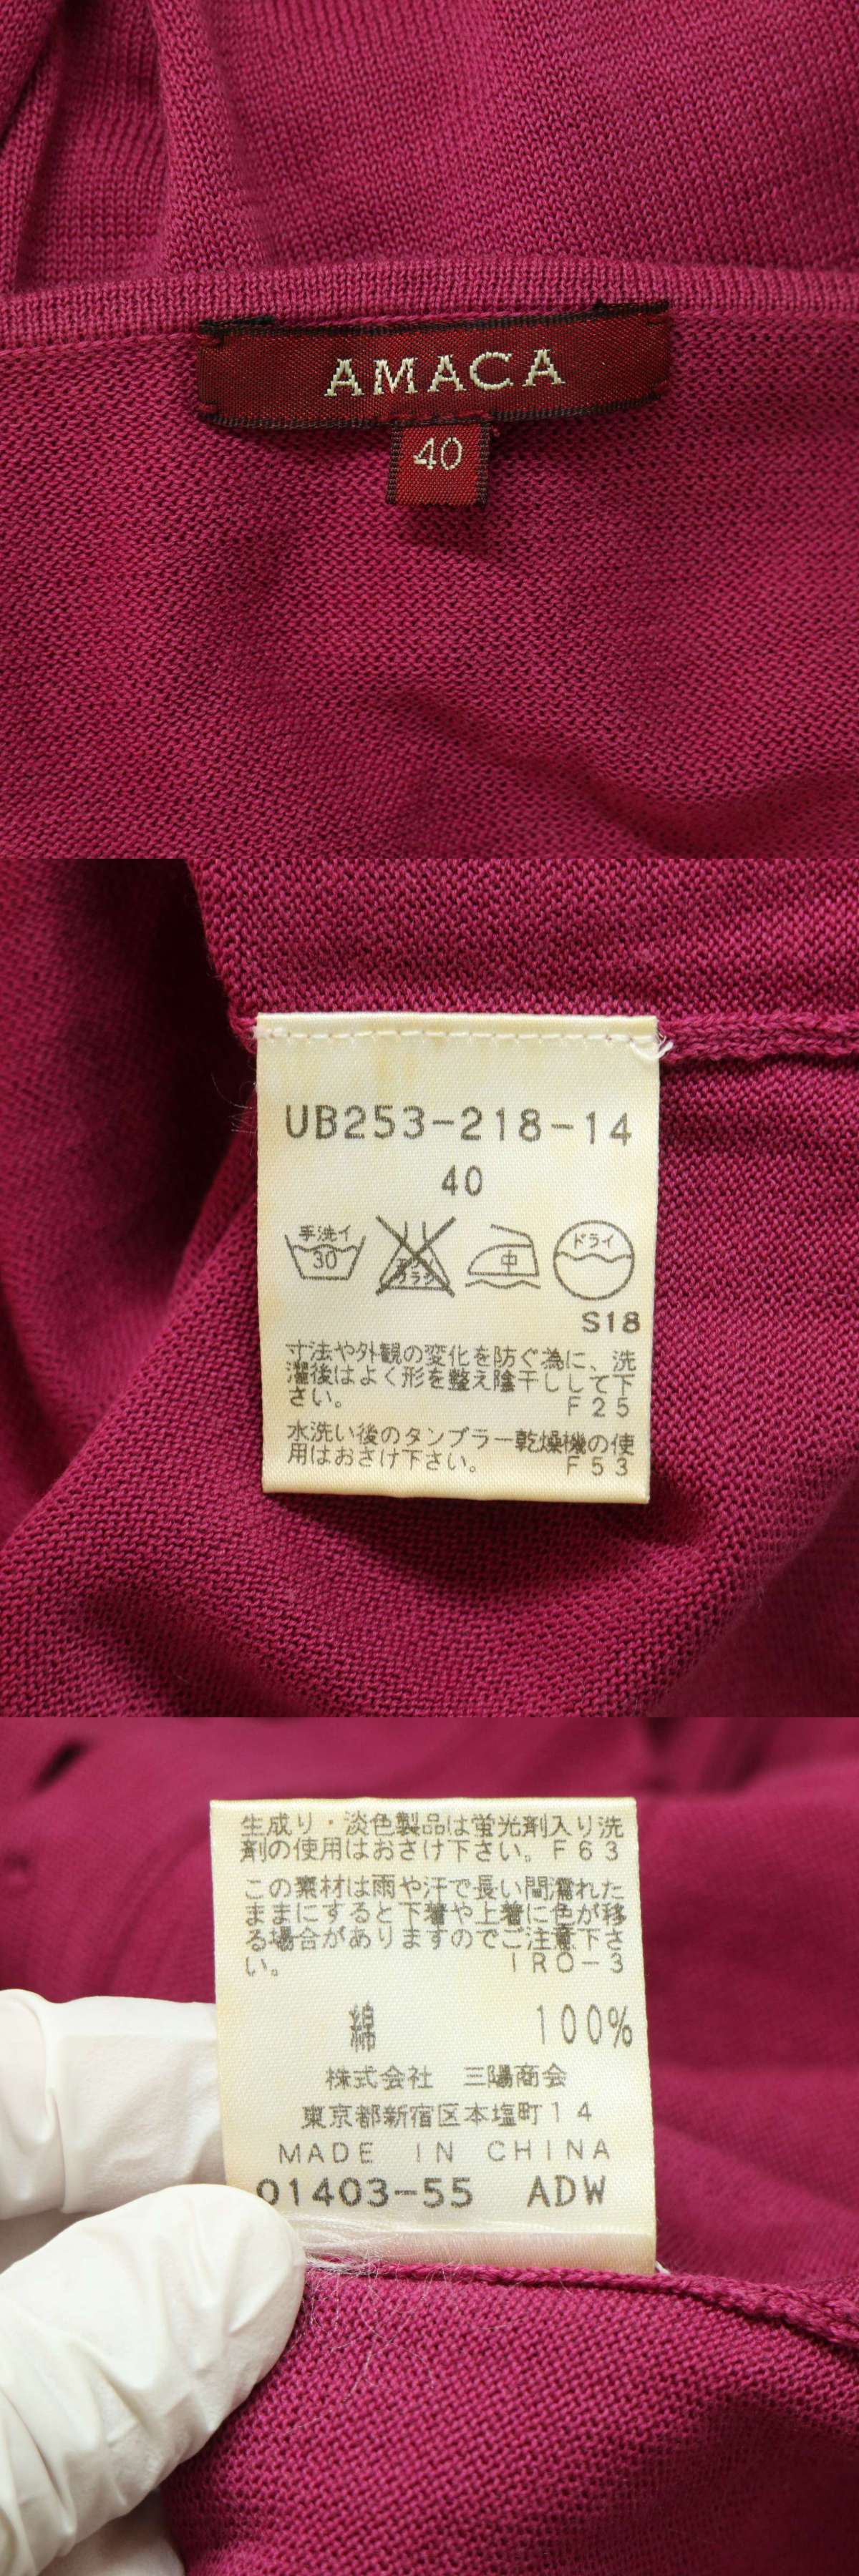 AMACA
40
UB253-218-14
40
手洗イ
30
エンソ
サラシ
中
ドライ
S18
寸法や外観の変化を防ぐ為に、洗
濯後はよく形を整え陰干しして下
さい。 F25
水洗い後のタンブラー乾燥機の使
用はおさけ下さい。 F53
生成り・淡色製品は蛍光剤入り洗
剤の使用はおさけ下さい。F63
この素材は雨や汗で長い間濡れた
ままにすると下着や上着に色が移
る場合がありますのでご注意下さ
い。 IRO-3
綿 100%
株式会社 三陽商会
東京都新宿区本塩町14
MADE IN CHINA
01403-55 ADW